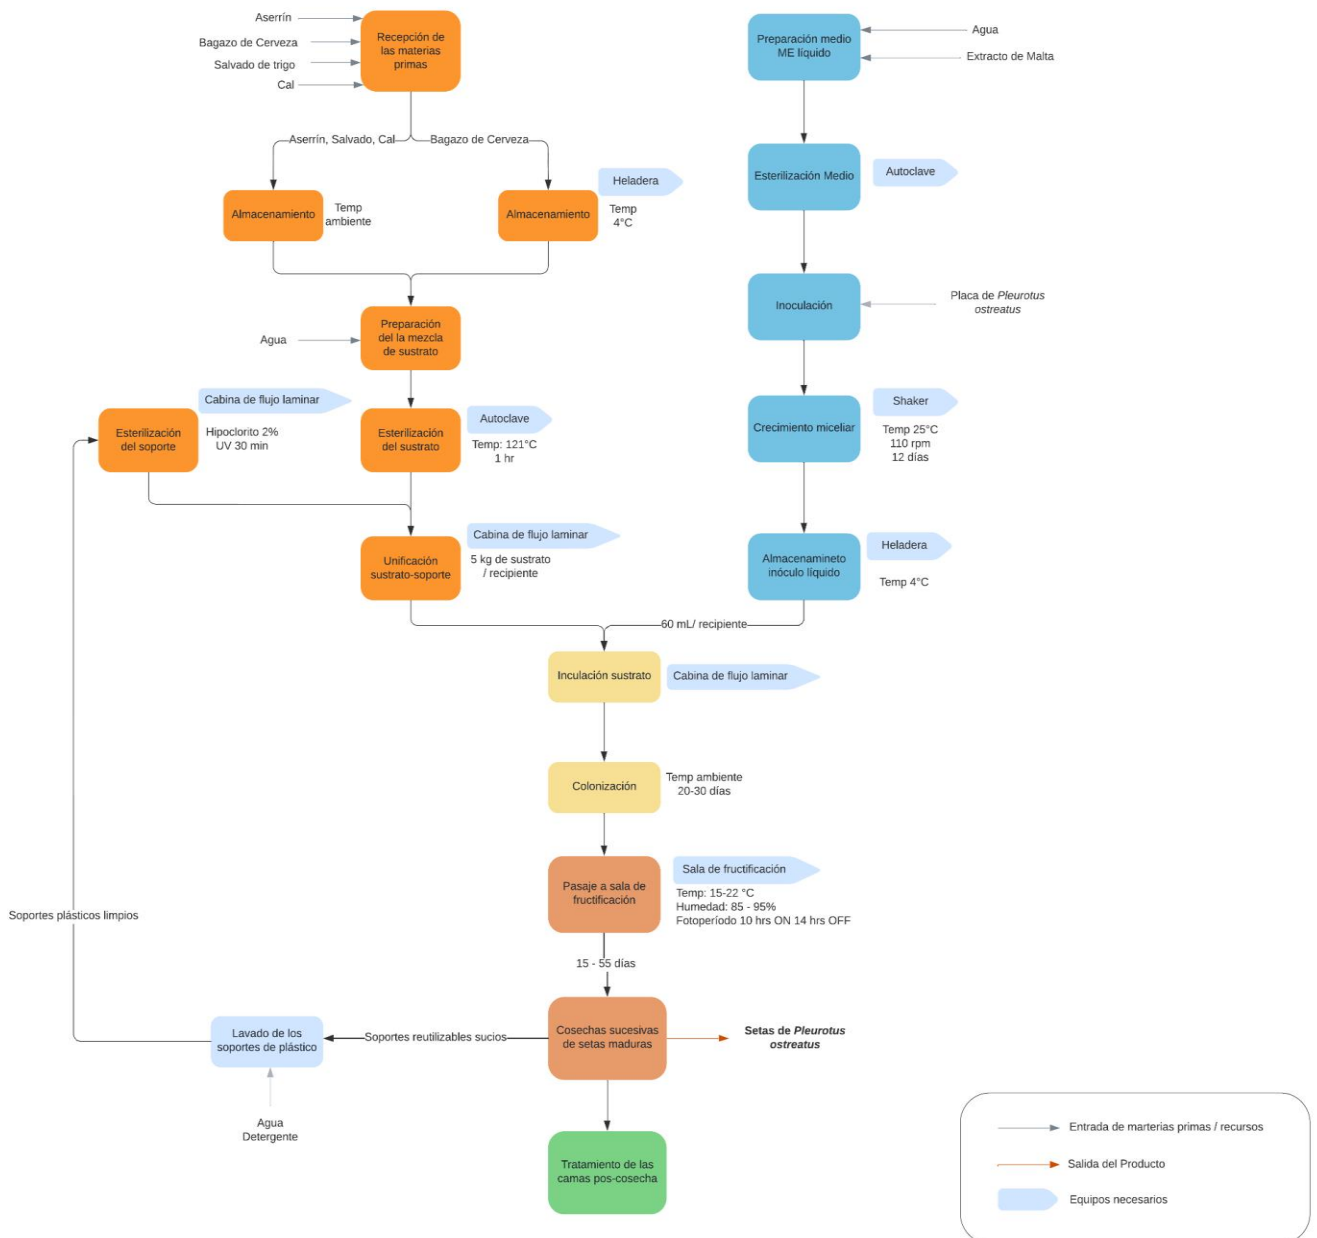 Aserrín
Bagazo de Cerveza
Salvado de trigo
Cal
Recepción de
las materias
primas
Aserrín, Salvado, Cal
Bagazo de Cerveza
Almacenamiento
Temp
ambiente
Almacenamiento
Heladera
Temp
4°C
Agua
Preparación
del la mezcla
de sustrato
Esterilización
del soporte
Cabina de flujo laminar
Hipoclorito 2%
UV 30 min
Esterilización
del sustrato
Autoclave
Temp: 121°C
1 hr
Unificación
sustrato-soporte
Cabina de flujo laminar
5 kg de sustrato
/ recipiente
Preparación medio
ME líquido
Agua
Extracto de Malta
Esterilización Medio
Autoclave
Inoculación
Placa de Pleurotus
ostreatus
Crecimiento miceliar
Shaker
Temp 25°C
110 rpm
12 días
Almacenamineto
inóculo líquido
Heladera
Temp 4°C
60 mL/ recipiente
Inculación sustrato
Cabina de flujo laminar
Colonización
Temp ambiente
20-30 días
Pasaje a sala de
fructificación
Sala de fructificación
Temp: 15-22 °C
Humedad: 85 - 95%
Fotoperíodo 10 hrs ON 14 hrs OFF
15 - 55 días
Cosechas sucesivas
de setas maduras
Setas de Pleurotus
ostreatus
Soportes reutilizables sucios
Lavado de los
soportes de plástico
Agua
Detergente
Soportes plásticos limpios
Tratamiento de las
camas pos-cosecha
Entrada de marterias primas / recursos
Salida del Producto
Equipos necesarios